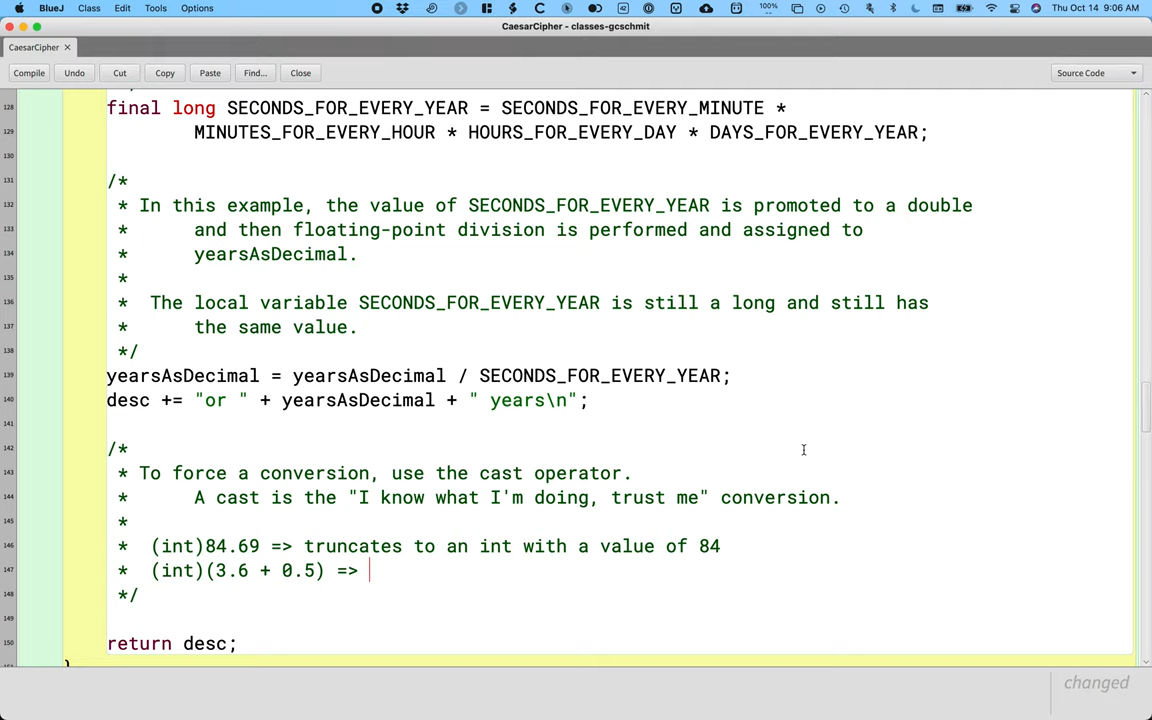 BlueJ Class Edit Tools Options 100% 42 Thu Oct 14 9:06 AM
CaesarCipher - classes-gcschmit
CaesarCipher ×
Compile Undo Cut Copy Paste Find... Close Source Code
128 final long SECONDS_FOR_EVERY_YEAR = SECONDS_FOR_EVERY_MINUTE *
129 MINUTES_FOR_EVERY_HOUR * HOURS_FOR_EVERY_DAY * DAYS_FOR_EVERY_YEAR;
130
131 /*
132 * In this example, the value of SECONDS_FOR_EVERY_YEAR is promoted to a double
133 * and then floating-point division is performed and assigned to
134 * yearsAsDecimal.
135 *
136 * The local variable SECONDS_FOR_EVERY_YEAR is still a long and still has
137 * the same value.
138 */
139 yearsAsDecimal = yearsAsDecimal / SECONDS_FOR_EVERY_YEAR;
140 desc += "or " + yearsAsDecimal + " years\n";
141
142 /*
143 * To force a conversion, use the cast operator.
144 * A cast is the "I know what I'm doing, trust me" conversion.
145 *
146 * (int)84.69 => truncates to an int with a value of 84
147 * (int)(3.6 + 0.5) =>
148 */
149
150 return desc;
changed